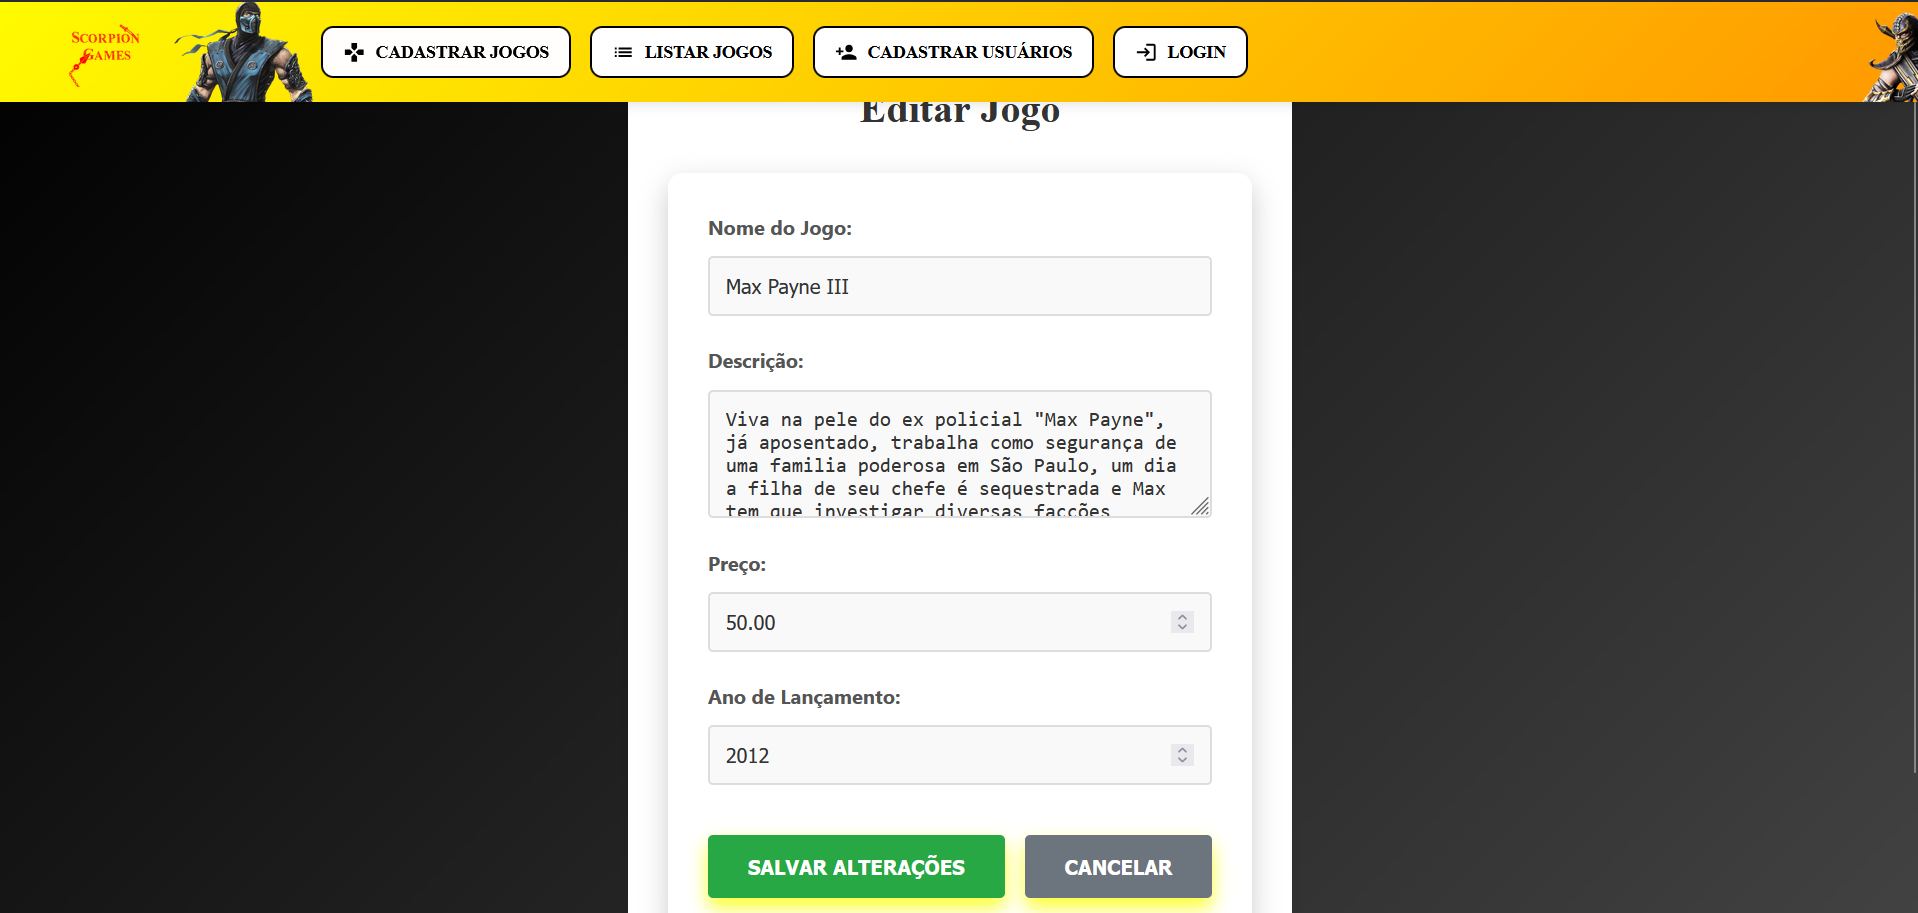 Scorpion
Games
CADASTRAR JOGOS
LISTAR JOGOS
CADASTRAR USUÁRIOS
LOGIN
Editar Jogo
Nome do Jogo:
Max Payne III
Descrição:
Viva na pele do ex policial "Max Payne",
já aposentado, trabalha como segurança de
uma familia poderosa em São Paulo, um dia
a filha de seu chefe é sequestrada e Max
tem que investigar diversas facções
Preço:
50.00
Ano de Lançamento:
2012
SALVAR ALTERAÇÕES
CANCELAR